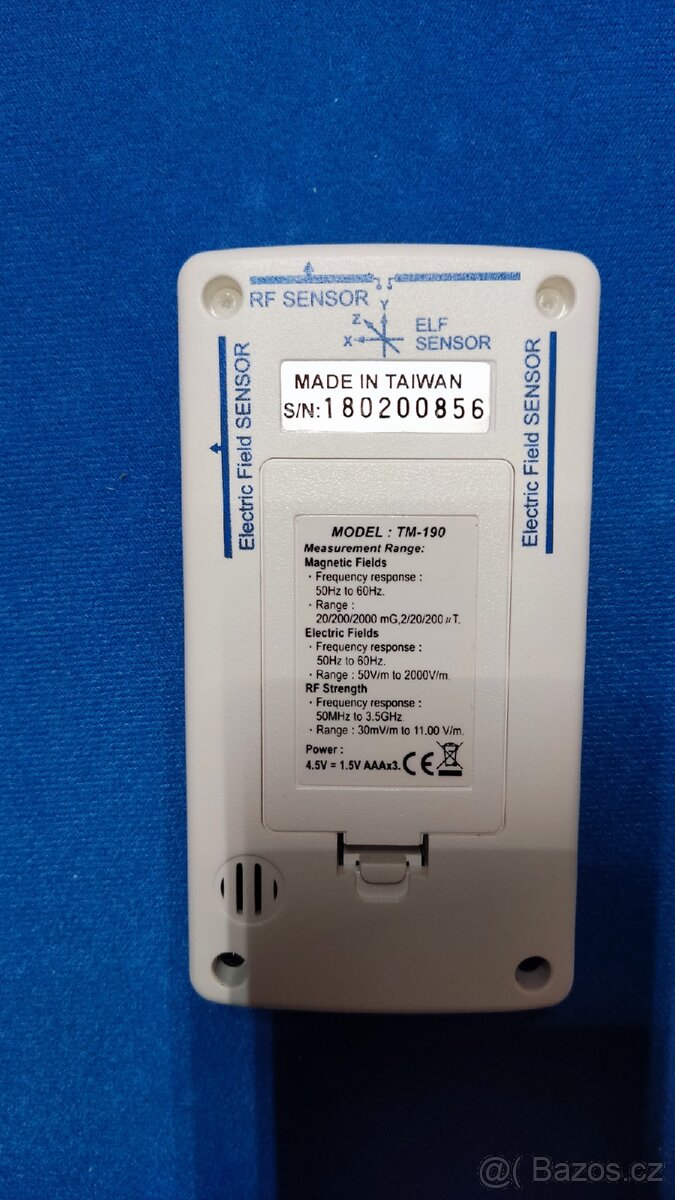 RF SENSOR
Y
Z
X
ELF
SENSOR
Electric Field SENSOR
Electric Field SENSOR
MADE IN TAIWAN
S/N:180200856
MODEL : TM-190
Measurement Range:
Magnetic Fields
· Frequency response :
50Hz to 60Hz.
· Range :
20/200/2000 mG,2/20/200 μT.
Electric Fields
· Frequency response :
50Hz to 60Hz.
· Range : 50V/m to 2000V/m.
RF Strength
· Frequency response :
50MHz to 3.5GHz.
· Range : 30mV/m to 11.00 V/m.
Power :
4.5V = 1.5V AAAx3. CE
@( Bazos.cz